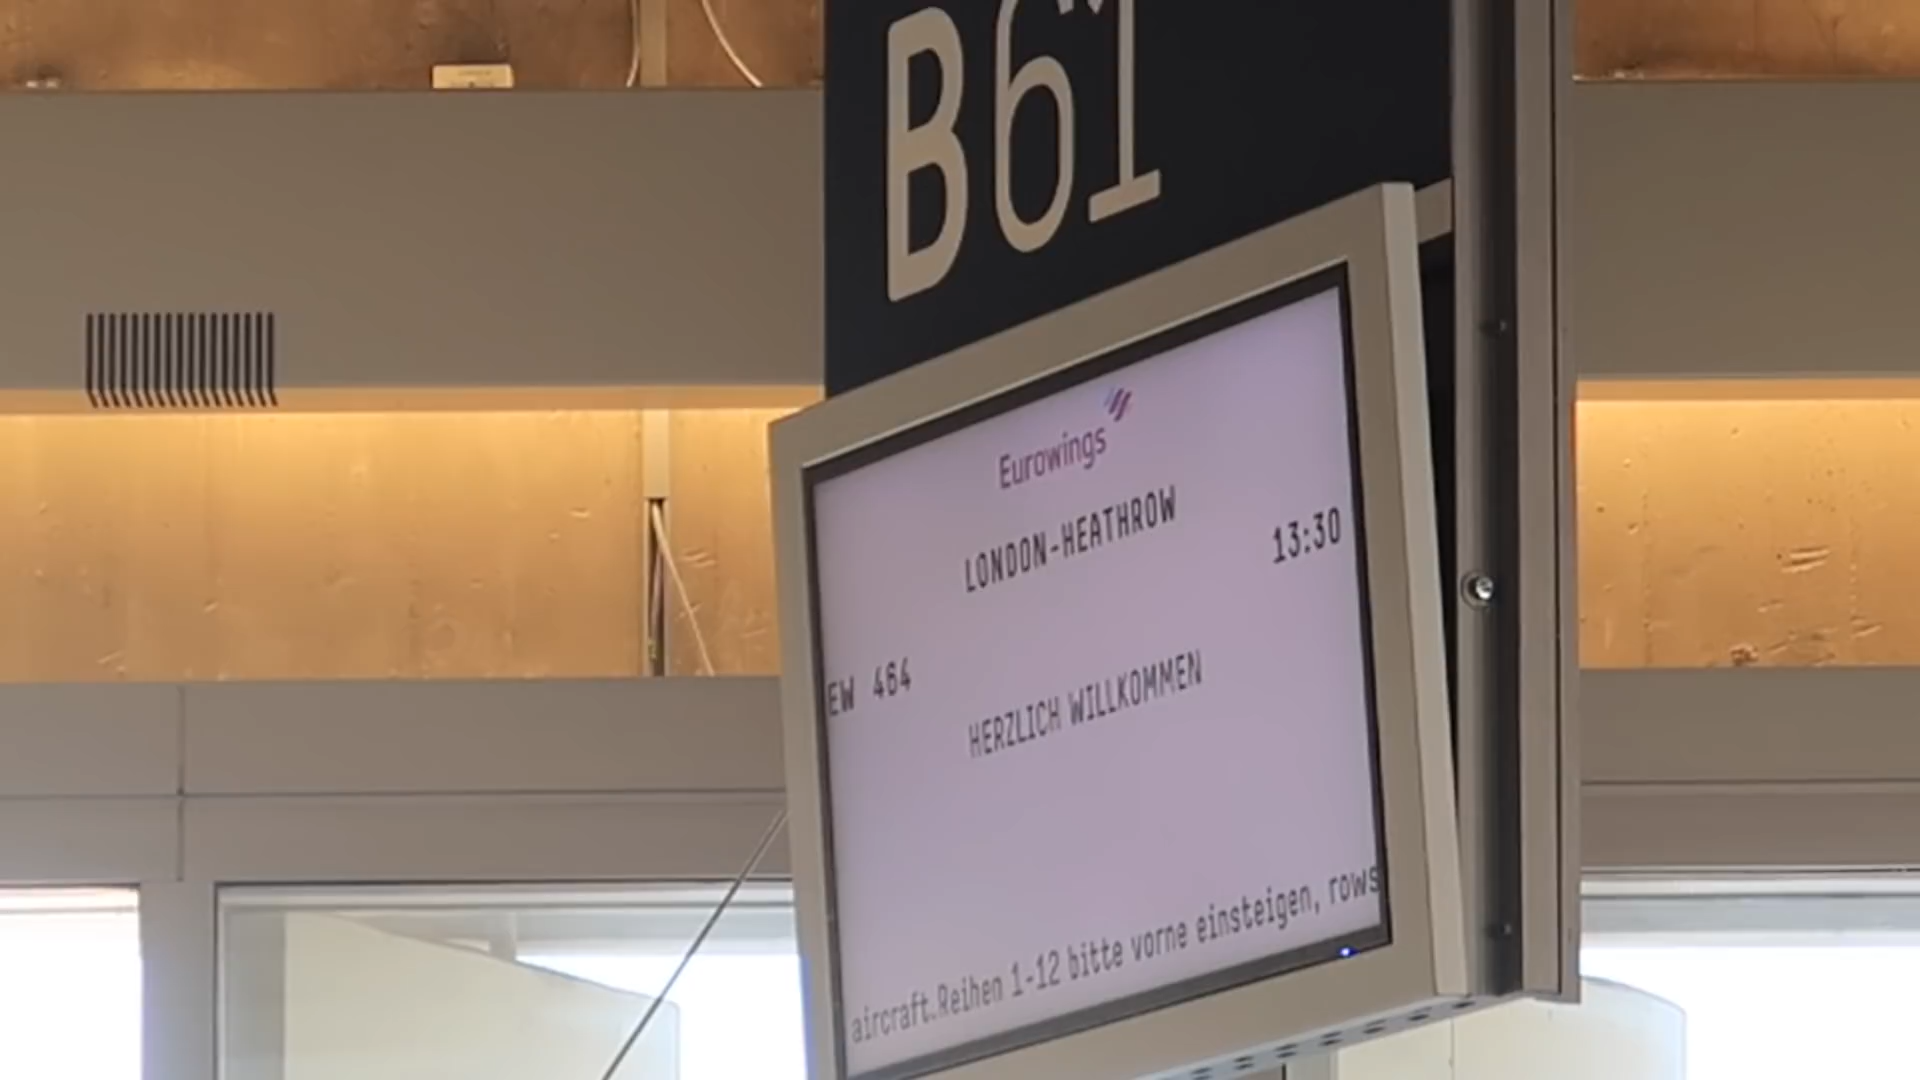 B61
Eurowings
LONDON-HEATHROW
13:30
EW 464
HERZLICH WILLKOMMEN
aircraft.Reihen 1-12 bitte vorne einsteigen, rows